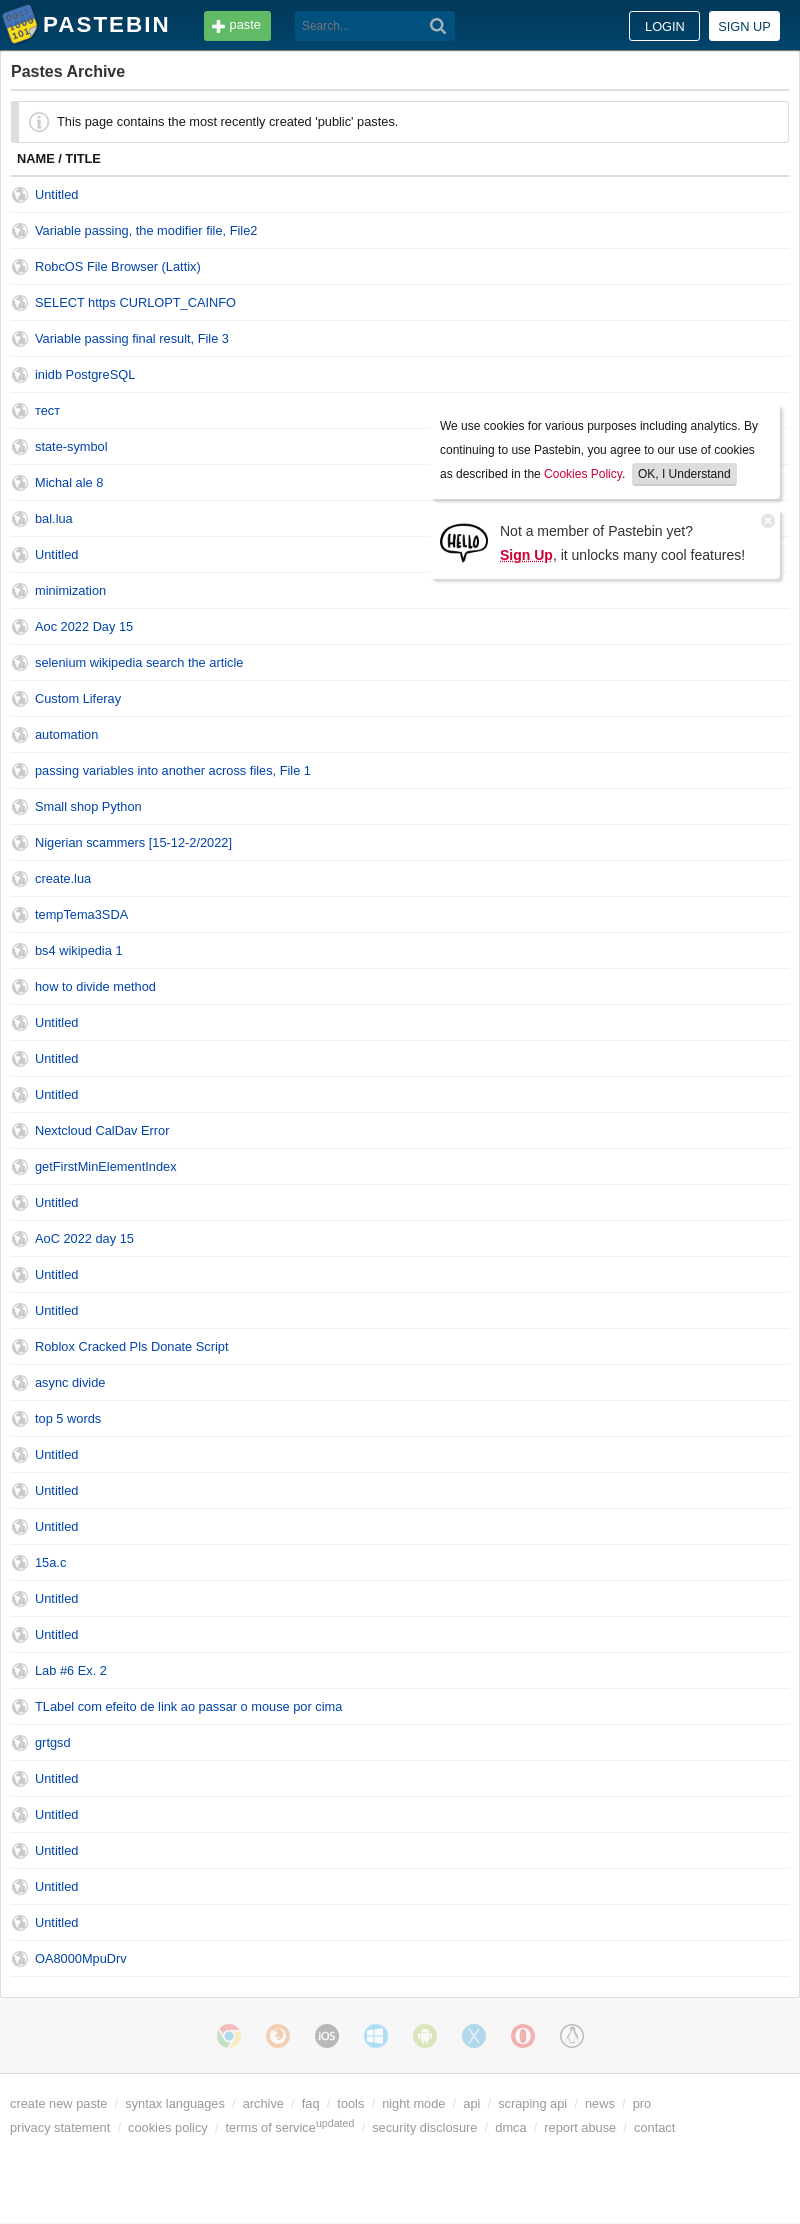 PASTEBIN paste Search... LOGIN SIGN UP
Pastes Archive
This page contains the most recently created 'public' pastes.
NAME / TITLE
Untitled
Variable passing, the modifier file, File2
RobcOS File Browser (Lattix)
SELECT https CURLOPT_CAINFO
Variable passing final result, File 3
inidb PostgreSQL
тест
state-symbol
Michal ale 8
bal.lua
Untitled
minimization
We use cookies for various purposes including analytics. By
continuing to use Pastebin, you agree to our use of cookies
as described in the Cookies Policy. OK, I Understand
HELLO
Not a member of Pastebin yet?
Sign Up, it unlocks many cool features!
Aoc 2022 Day 15
selenium wikipedia search the article
Custom Liferay
automation
passing variables into another across files, File 1
Small shop Python
Nigerian scammers [15-12-2/2022]
create.lua
tempTema3SDA
bs4 wikipedia 1
how to divide method
Untitled
Untitled
Untitled
Nextcloud CalDav Error
getFirstMinElementIndex
Untitled
AoC 2022 day 15
Untitled
Untitled
Roblox Cracked Pls Donate Script
async divide
top 5 words
Untitled
Untitled
Untitled
15a.c
Untitled
Untitled
Lab #6 Ex. 2
TLabel com efeito de link ao passar o mouse por cima
grtgsd
Untitled
Untitled
Untitled
Untitled
Untitled
OA8000MpuDrv
iOS
create new paste / syntax languages / archive / faq / tools / night mode / api / scraping api / news / pro
privacy statement / cookies policy / terms of service updated / security disclosure / dmca / report abuse / contact